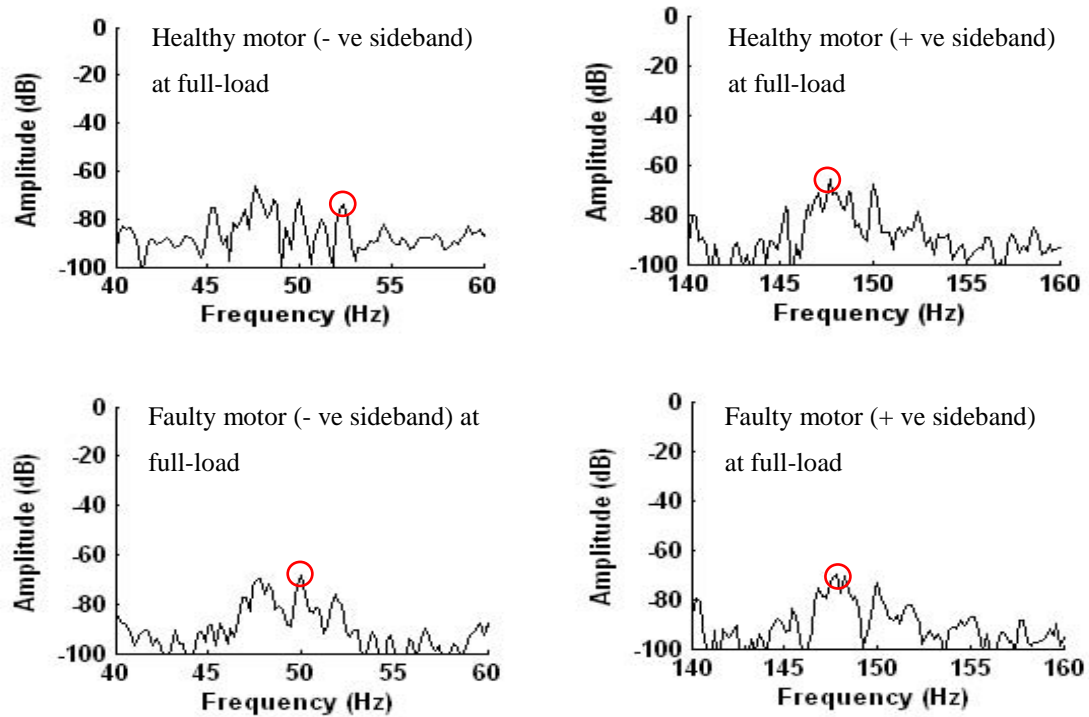 Healthy motor (- ve sideband)
at full-load
0
-20
-40
-60
-80
-100
Amplitude (dB)
40 45 50 55 60
Frequency (Hz)
Healthy motor (+ ve sideband)
at full-load
0
-20
-40
-60
-80
-100
Amplitude (dB)
140 145 150 155 160
Frequency (Hz)
Faulty motor (- ve sideband) at
full-load
0
-20
-40
-60
-80
-100
Amplitude (dB)
40 45 50 55 60
Frequency (Hz)
Faulty motor (+ ve sideband)
at full-load
0
-20
-40
-60
-80
-100
Amplitude (dB)
140 145 150 155 160
Frequency (Hz)